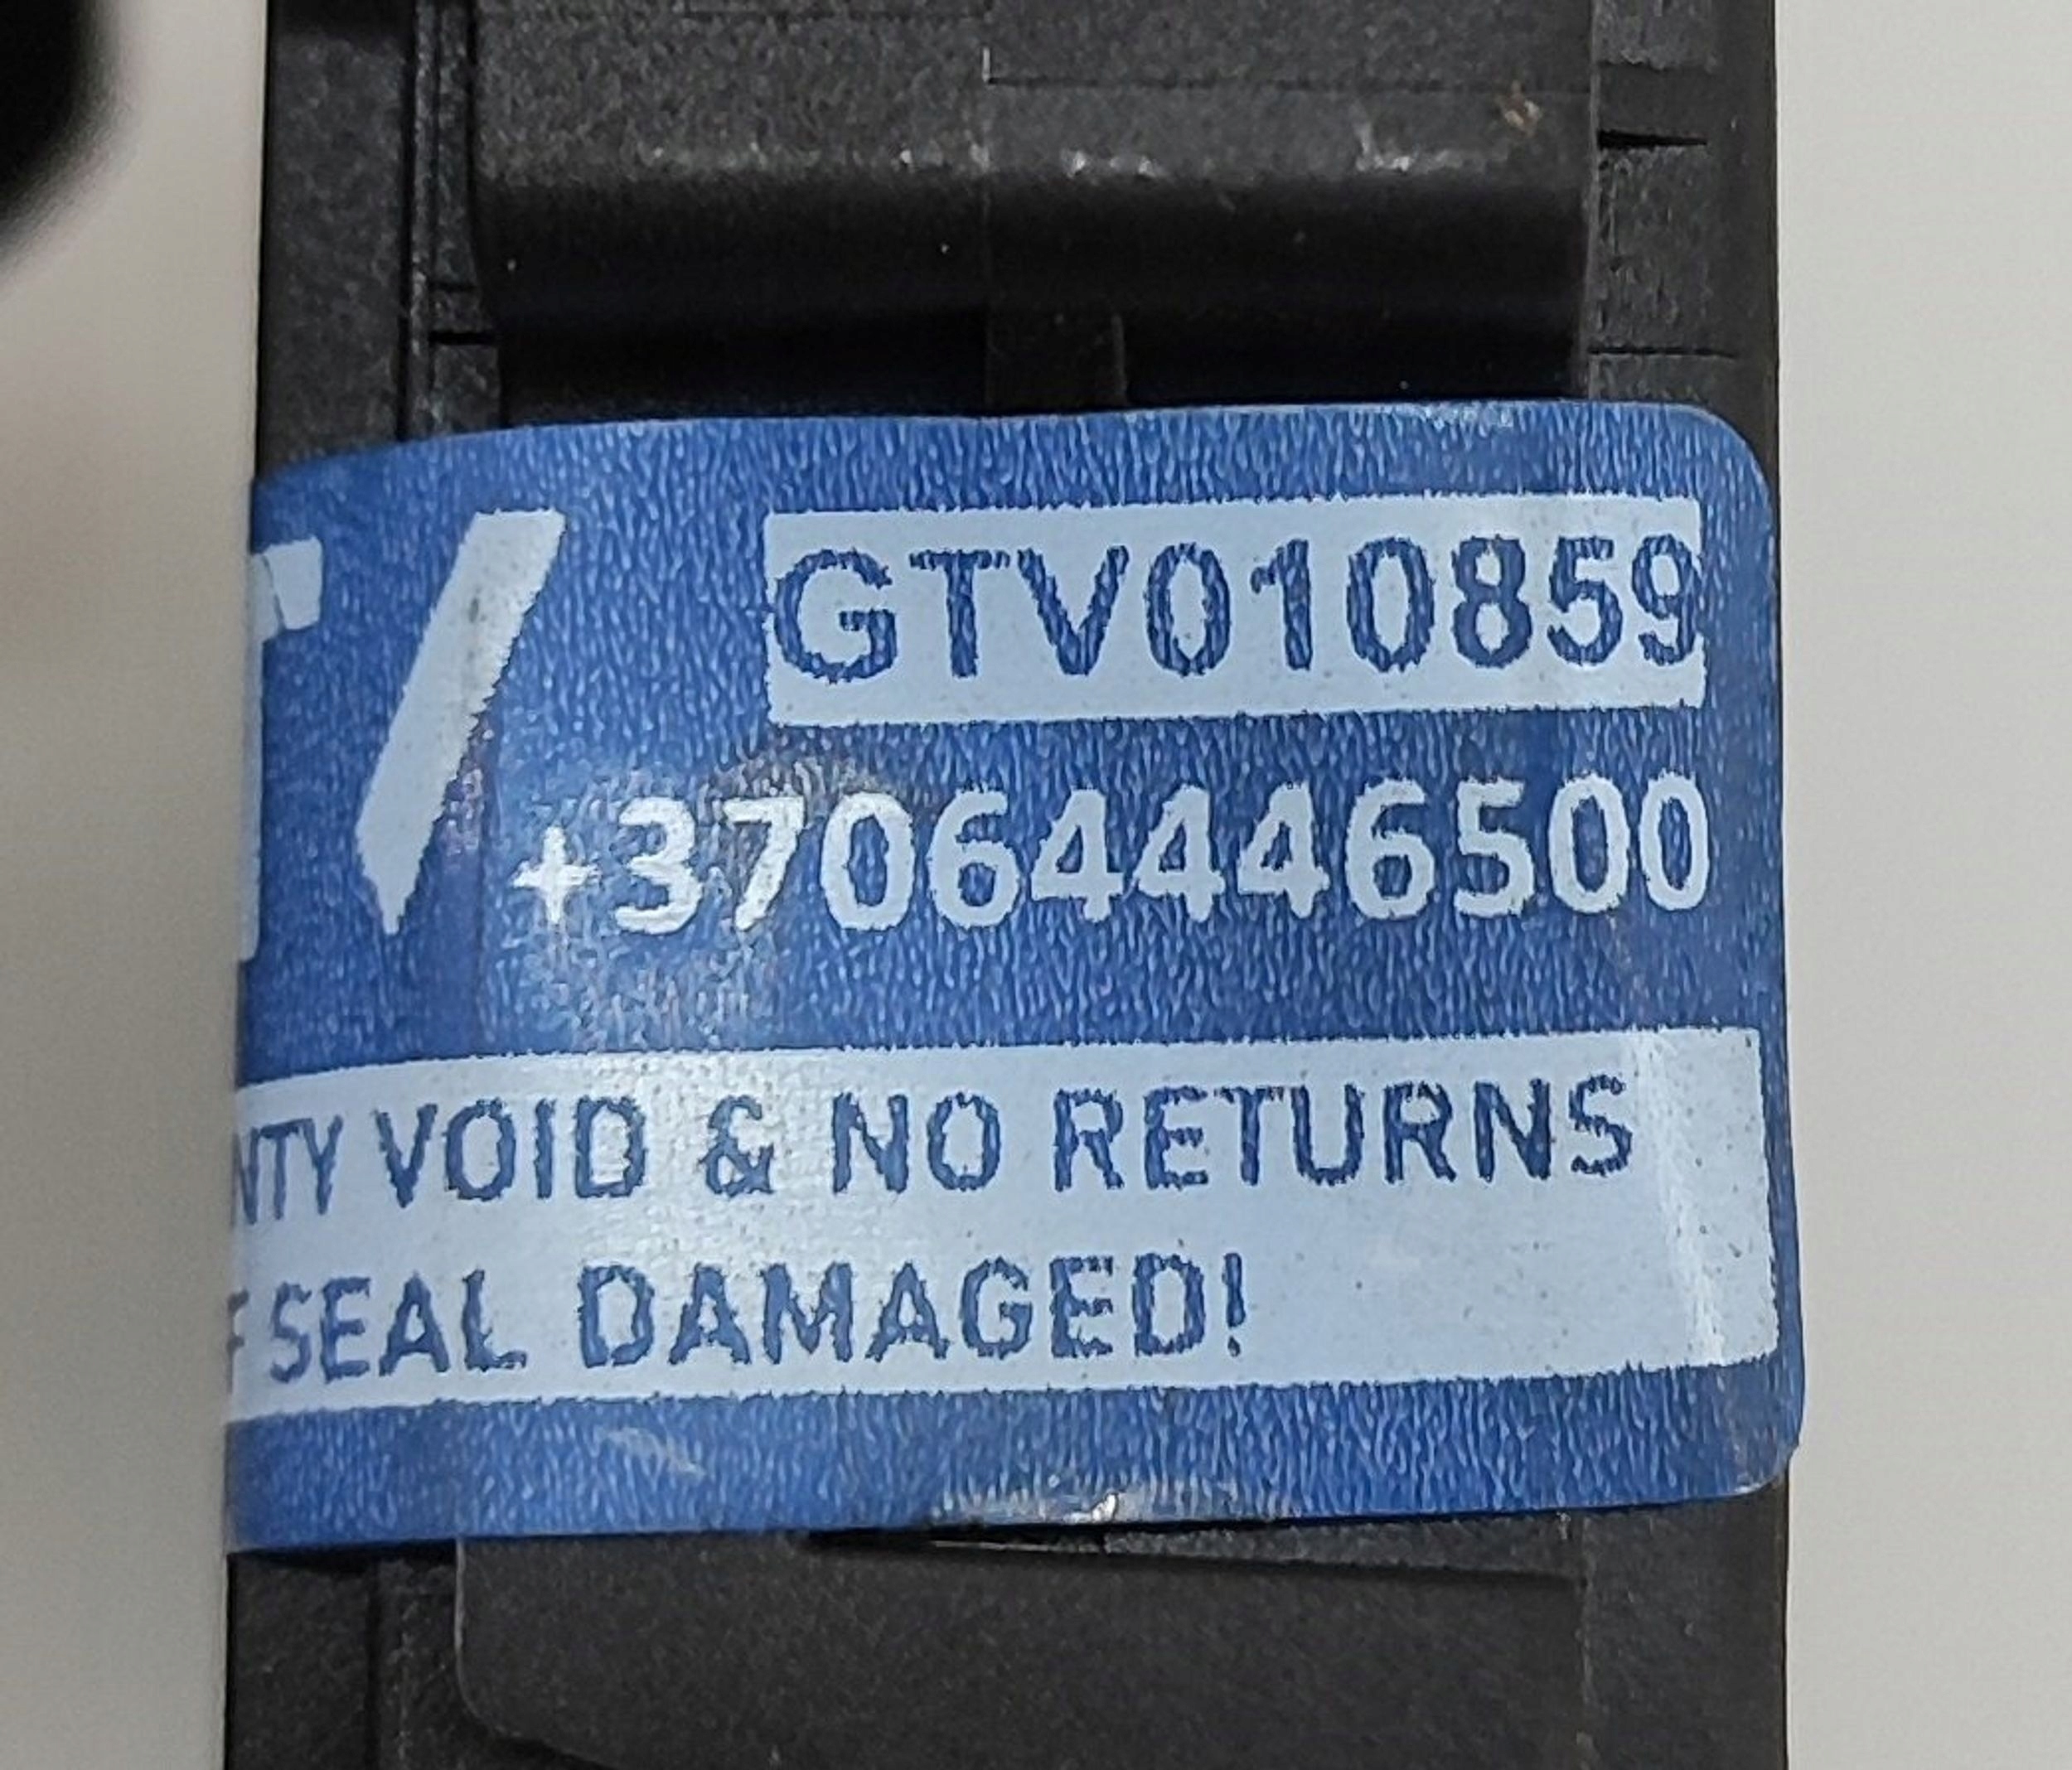 GTV010859
+37064446500
NTY VOID & NO RETURNS
F SEAL DAMAGED!